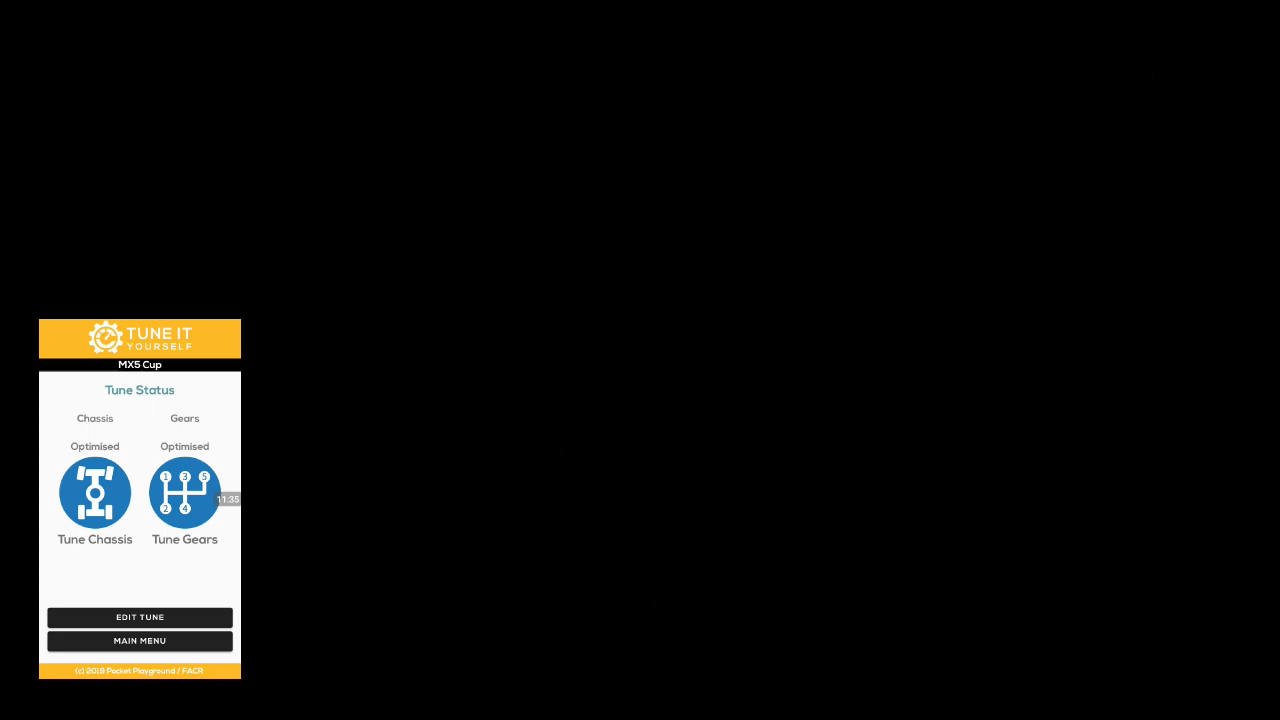 TUNE IT
YOURSELF
MX5 Cup
Tune Status
Chassis Gears
Optimised Optimised
1 3 5
2 4
11:35
Tune Chassis Tune Gears
EDIT TUNE
MAIN MENU
(c) 2019 Pocket Playground / FACR